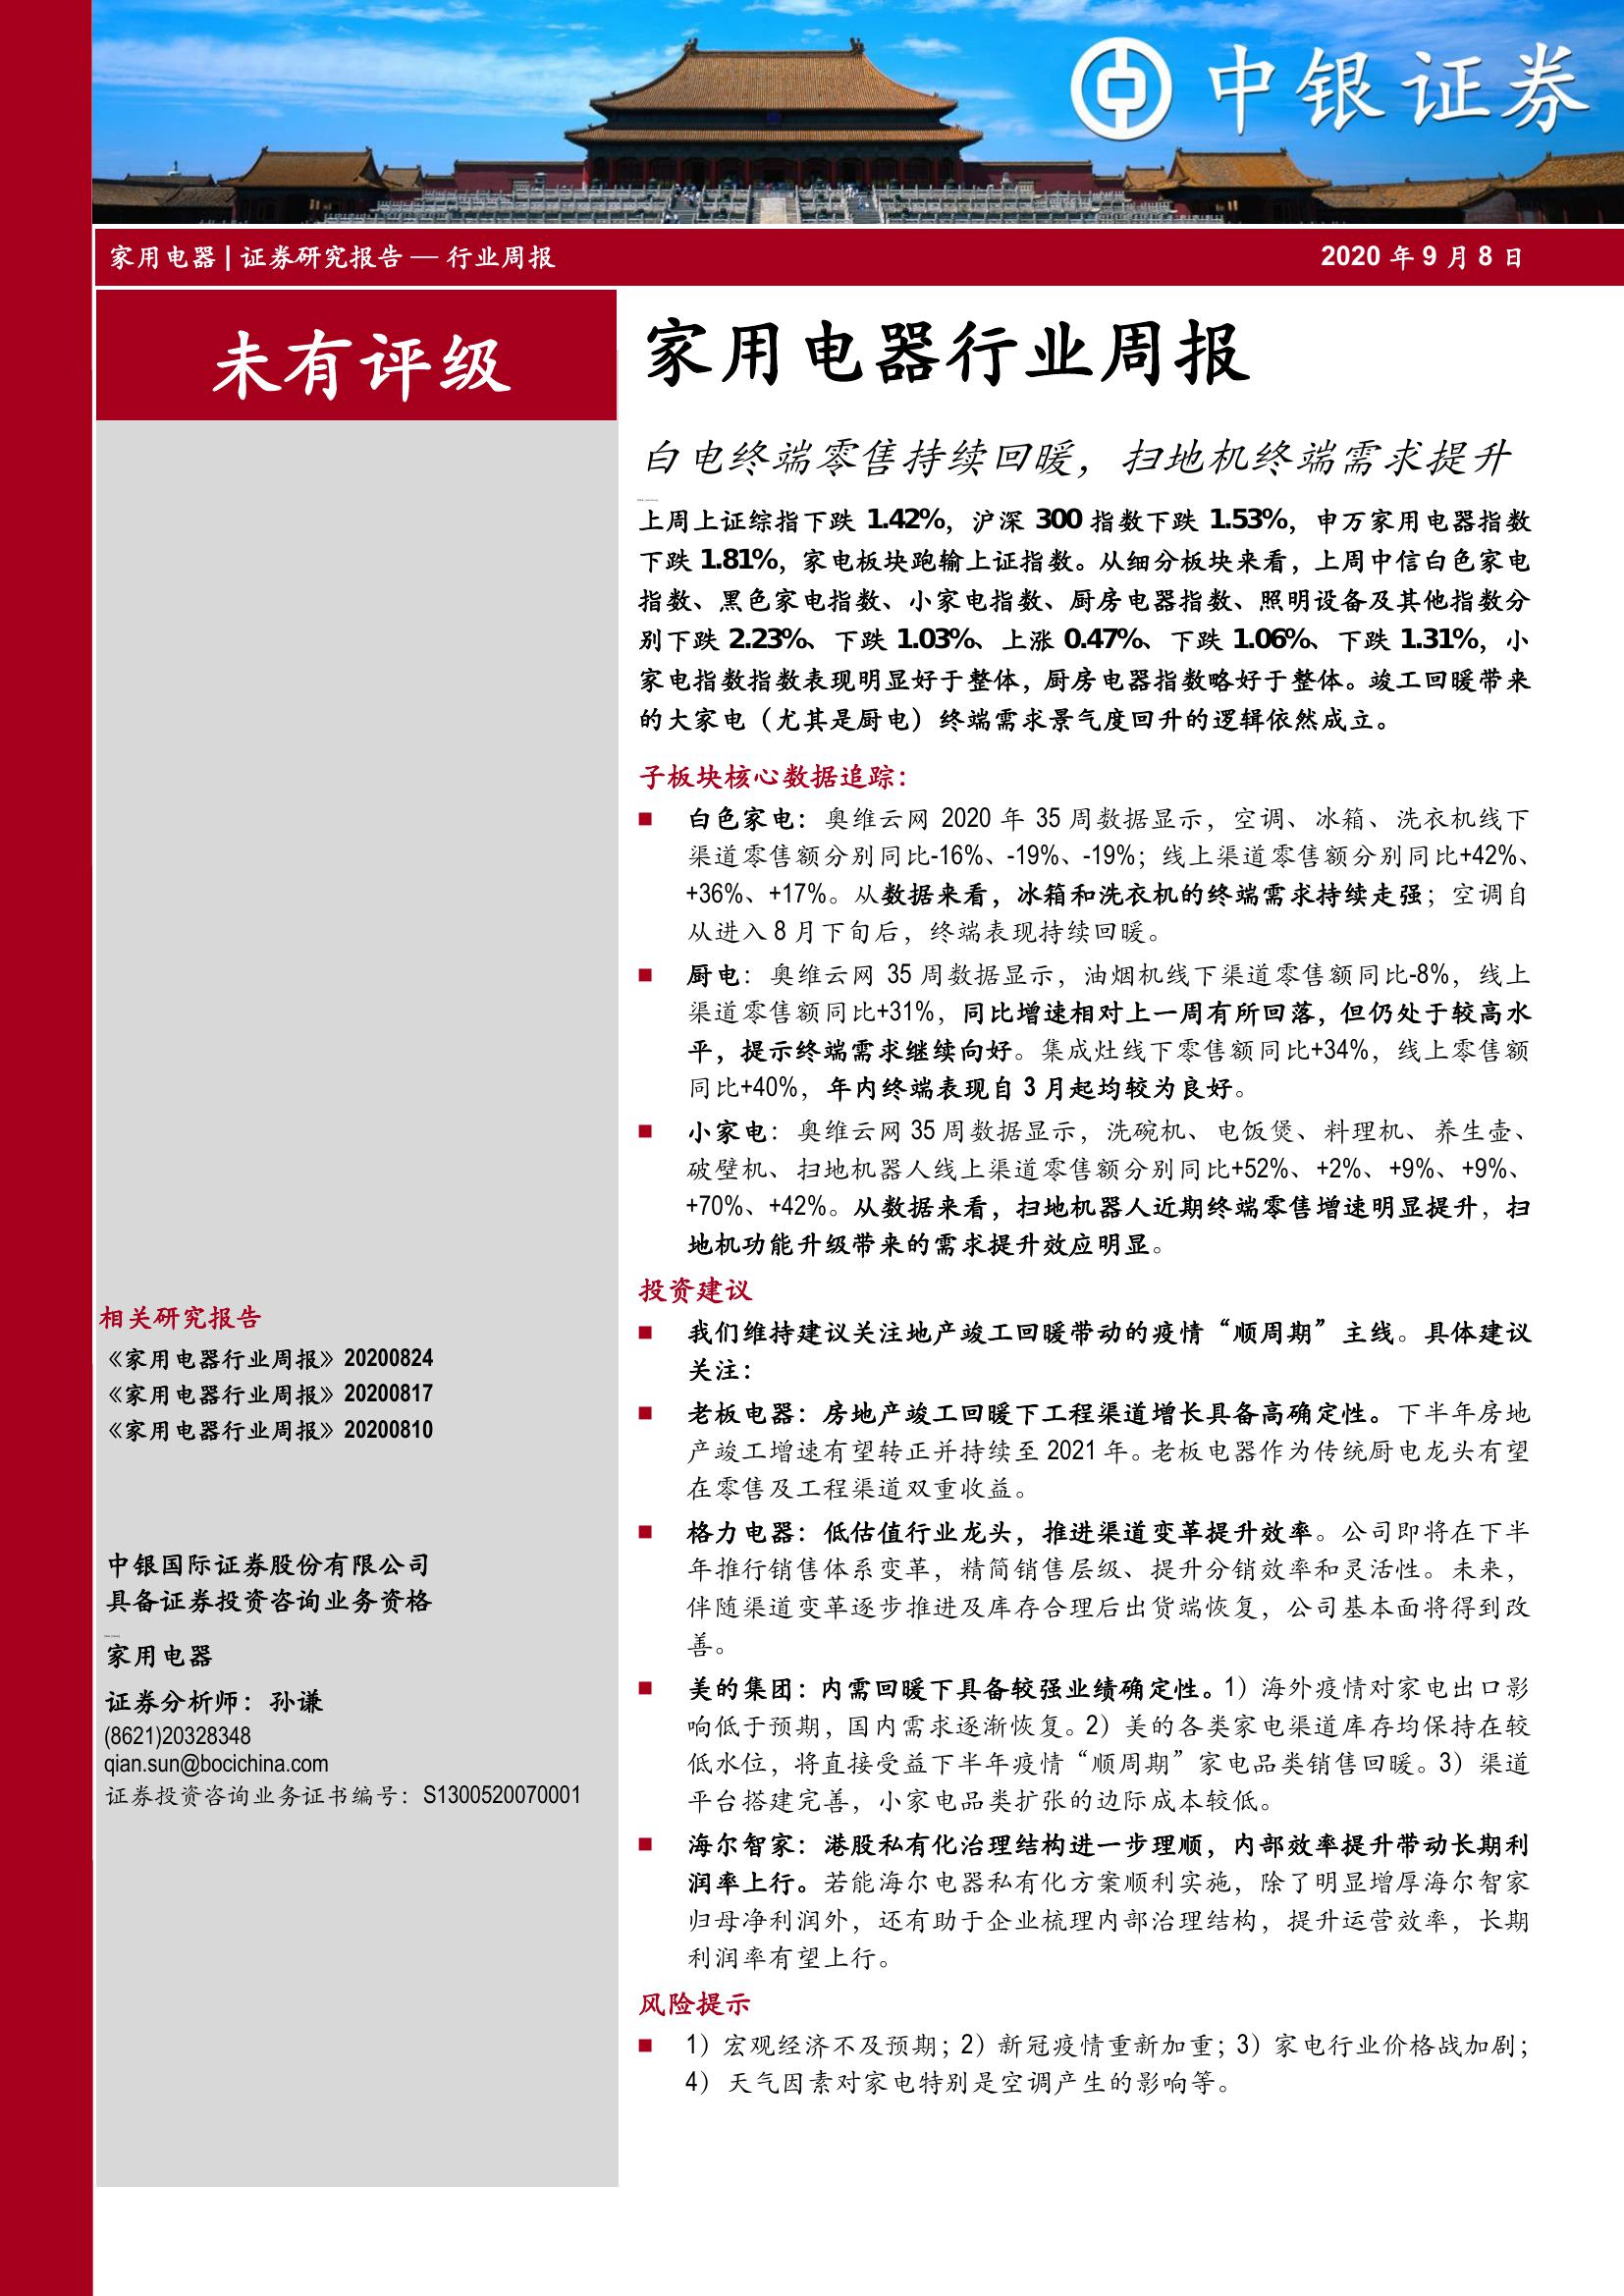 中银证券
家用电器 | 证券研究报告 — 行业周报
2020 年 9 月 8 日
未有评级
家用电器行业周报
白电终端零售持续回暖，扫地机终端需求提升
上周上证综指下跌 1.42%，沪深 300 指数下跌 1.53%，申万家用电器指数
下跌 1.81%，家电板块跑输上证指数。从细分板块来看，上周中信白色家电
指数、黑色家电指数、小家电指数、厨房电器指数、照明设备及其他指数分
别下跌 2.23%、下跌 1.03%、上涨 0.47%、下跌 1.06%、下跌 1.31%，小
家电指数指数表现明显好于整体，厨房电器指数略好于整体。竣工回暖带来
的大家电（尤其是厨电）终端需求景气度回升的逻辑依然成立。
子板块核心数据追踪：
■ 白色家电：奥维云网 2020 年 35 周数据显示，空调、冰箱、洗衣机线下
渠道零售额分别同比-16%、-19%、-19%；线上渠道零售额分别同比+42%、
+36%、+17%。从数据来看，冰箱和洗衣机的终端需求持续走强；空调自
从进入 8 月下旬后，终端表现持续回暖。
■ 厨电：奥维云网 35 周数据显示，油烟机线下渠道零售额同比-8%，线上
渠道零售额同比+31%，同比增速相对上一周有所回落，但仍处于较高水
平，提示终端需求继续向好。集成灶线下零售额同比+34%，线上零售额
同比+40%，年内终端表现自 3 月起均较为良好。
■ 小家电：奥维云网 35 周数据显示，洗碗机、电饭煲、料理机、养生壶、
破壁机、扫地机器人线上渠道零售额分别同比+52%、+2%、+9%、+9%、
+70%、+42%。从数据来看，扫地机器人近期终端零售增速明显提升，扫
地机功能升级带来的需求提升效应明显。
投资建议
■ 我们维持建议关注地产竣工回暖带动的疫情“顺周期”主线。具体建议
关注：
■ 老板电器：房地产竣工回暖下工程渠道增长具备高确定性。下半年房地
产竣工增速有望转正并持续至 2021 年。老板电器作为传统厨电龙头有望
在零售及工程渠道双重收益。
■ 格力电器：低估值行业龙头，推进渠道变革提升效率。公司即将在下半
年推行销售体系变革，精简销售层级、提升分销效率和灵活性。未来，
伴随渠道变革逐步推进及库存合理后出货端恢复，公司基本面将得到改
善。
■ 美的集团：内需回暖下具备较强业绩确定性。1）海外疫情对家电出口影
响低于预期，国内需求逐渐恢复。2）美的各类家电渠道库存均保持在较
低水位，将直接受益下半年疫情“顺周期”家电品类销售回暖。3）渠道
平台搭建完善，小家电品类扩张的边际成本较低。
■ 海尔智家：港股私有化治理结构进一步理顺，内部效率提升带动长期利
润率上行。若能海尔电器私有化方案顺利实施，除了明显增厚海尔智家
归母净利润外，还有助于企业梳理内部治理结构，提升运营效率，长期
利润率有望上行。
风险提示
■ 1）宏观经济不及预期；2）新冠疫情重新加重；3）家电行业价格战加剧；
4）天气因素对家电特别是空调产生的影响等。
相关研究报告
《家用电器行业周报》20200824
《家用电器行业周报》20200817
《家用电器行业周报》20200810
中银国际证券股份有限公司
具备证券投资咨询业务资格
家用电器
证券分析师：孙谦
(8621)20328348
qian.sun@bocichina.com
证券投资咨询业务证书编号：S1300520070001